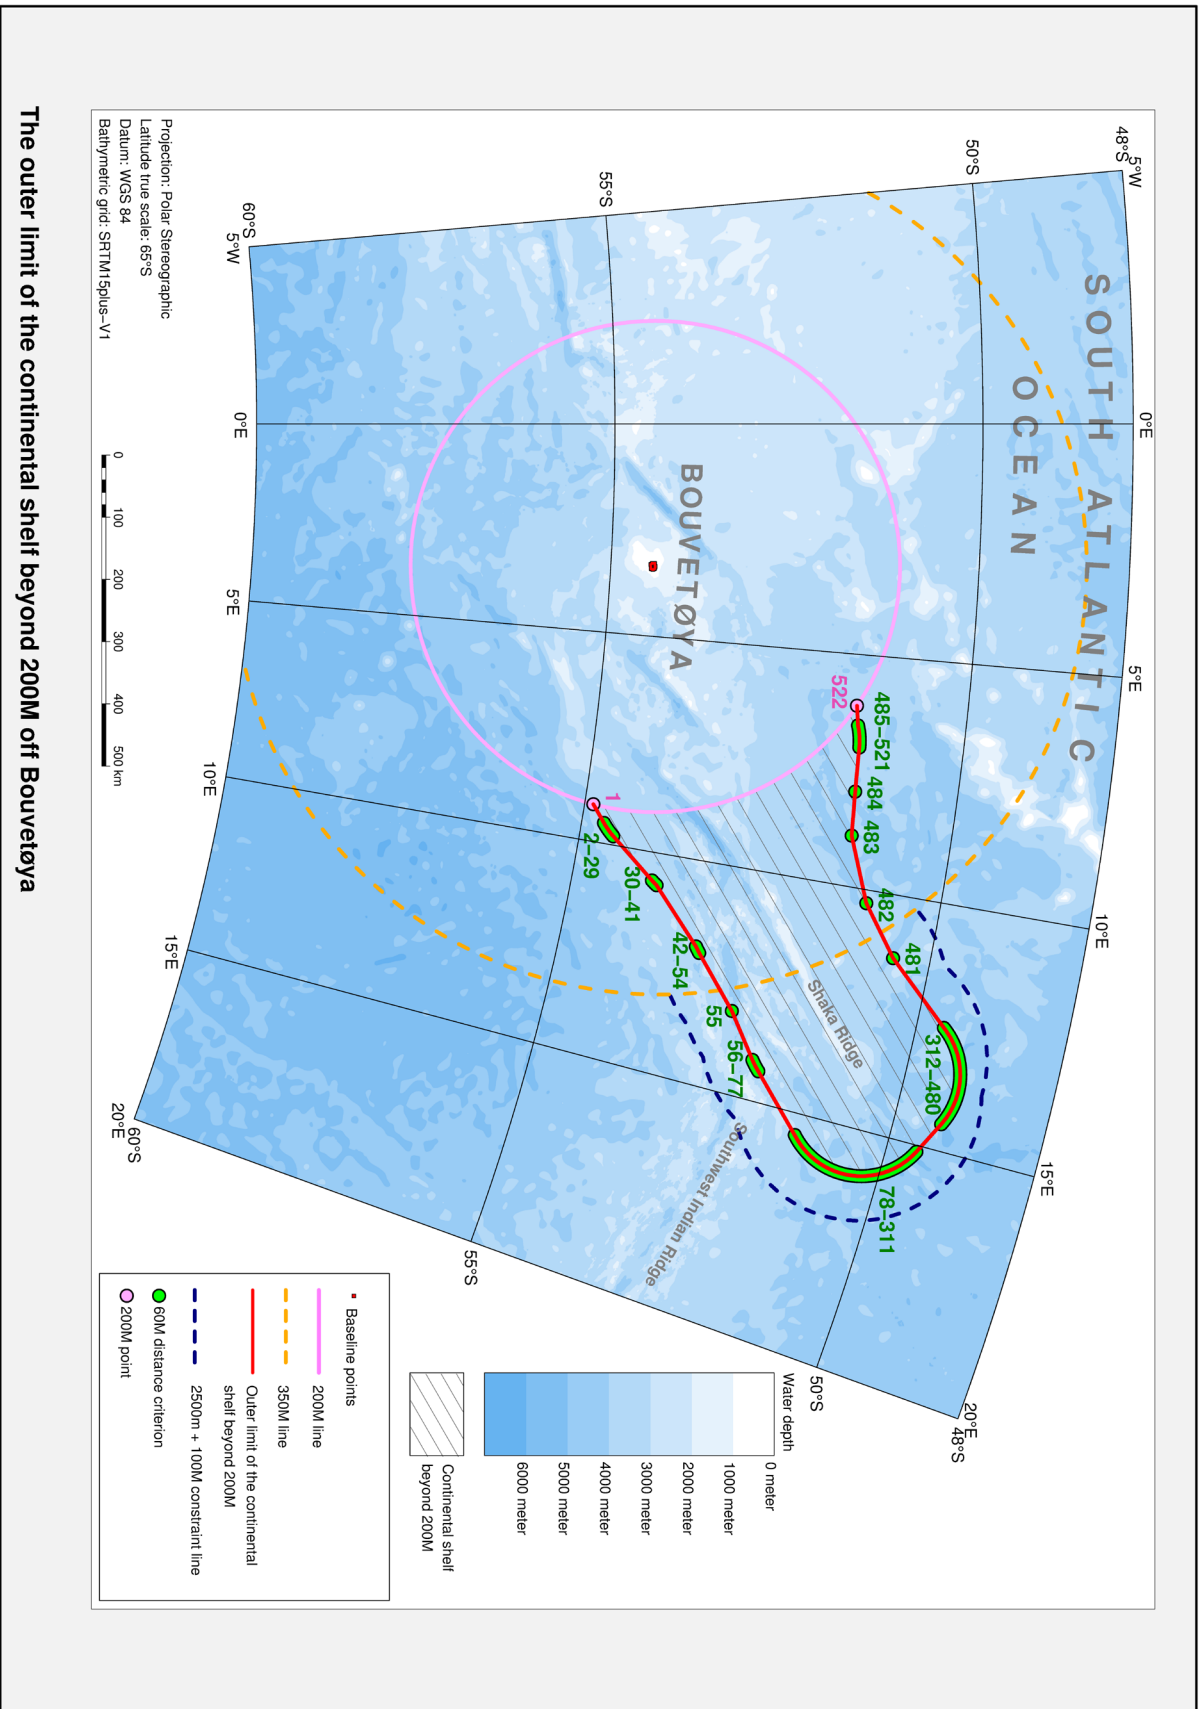 48°S
5°W
0°E
5°E
10°E
15°E
20°E
48°S
50°S
50°S
55°S
55°S
60°S
5°W
0°E
5°E
10°E
15°E
20°E
60°S
SOUTH ATLANTIC
OCEAN
BOUVETØYA
522
485–521
484
483
482
481
312–480
78–311
1
2–29
30–41
42–54
55
56–77
Shaka Ridge
Southwest Indian Ridge
Projection: Polar Stereographic
Latitude true scale: 65°S
Datum: WGS 84
Bathymetric grid: SRTM15plus–V1
0 100 200 300 400 500 km
Water depth
0 meter
1000 meter
2000 meter
3000 meter
4000 meter
5000 meter
6000 meter
Continental shelf
beyond 200M
Baseline points
200M line
350M line
Outer limit of the continental
shelf beyond 200M
2500m + 100M constraint line
60M distance criterion
200M point
The outer limit of the continental shelf beyond 200M off Bouvetøya